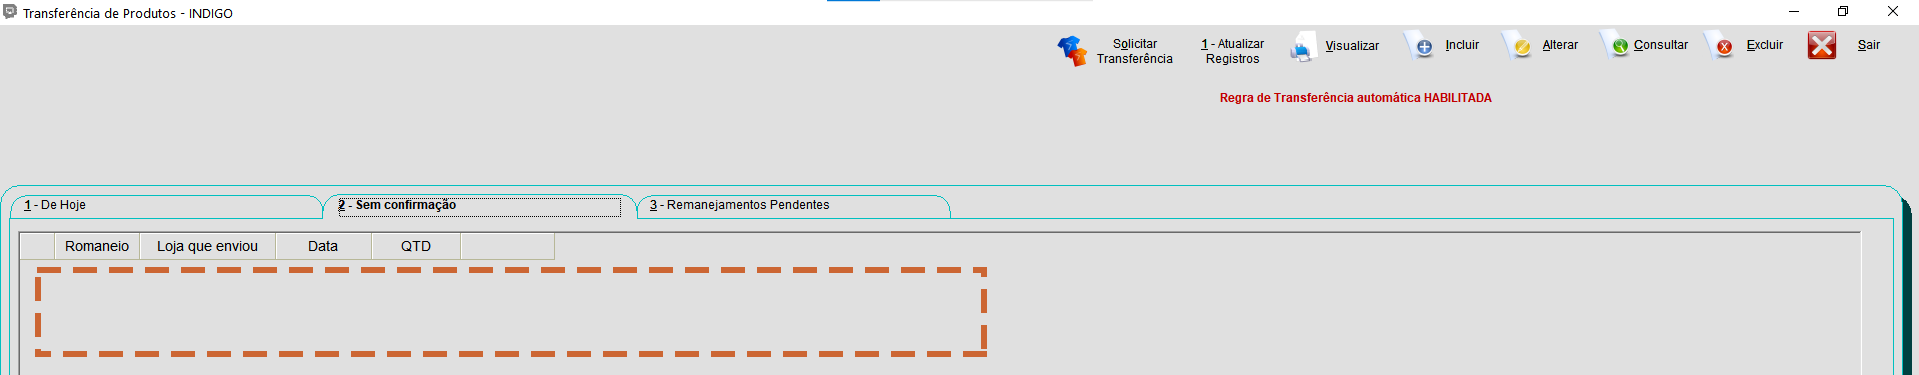 Transferência de Produtos - INDIGO
Solicitar
Transferência
1 - Atualizar
Registros
Visualizar
Incluir
Alterar
Consultar
Excluir
Sair
Regra de Transferência automática HABILITADA
1 - De Hoje
2 - Sem confirmação
3 - Remanejamentos Pendentes
Romaneio
Loja que enviou
Data
QTD